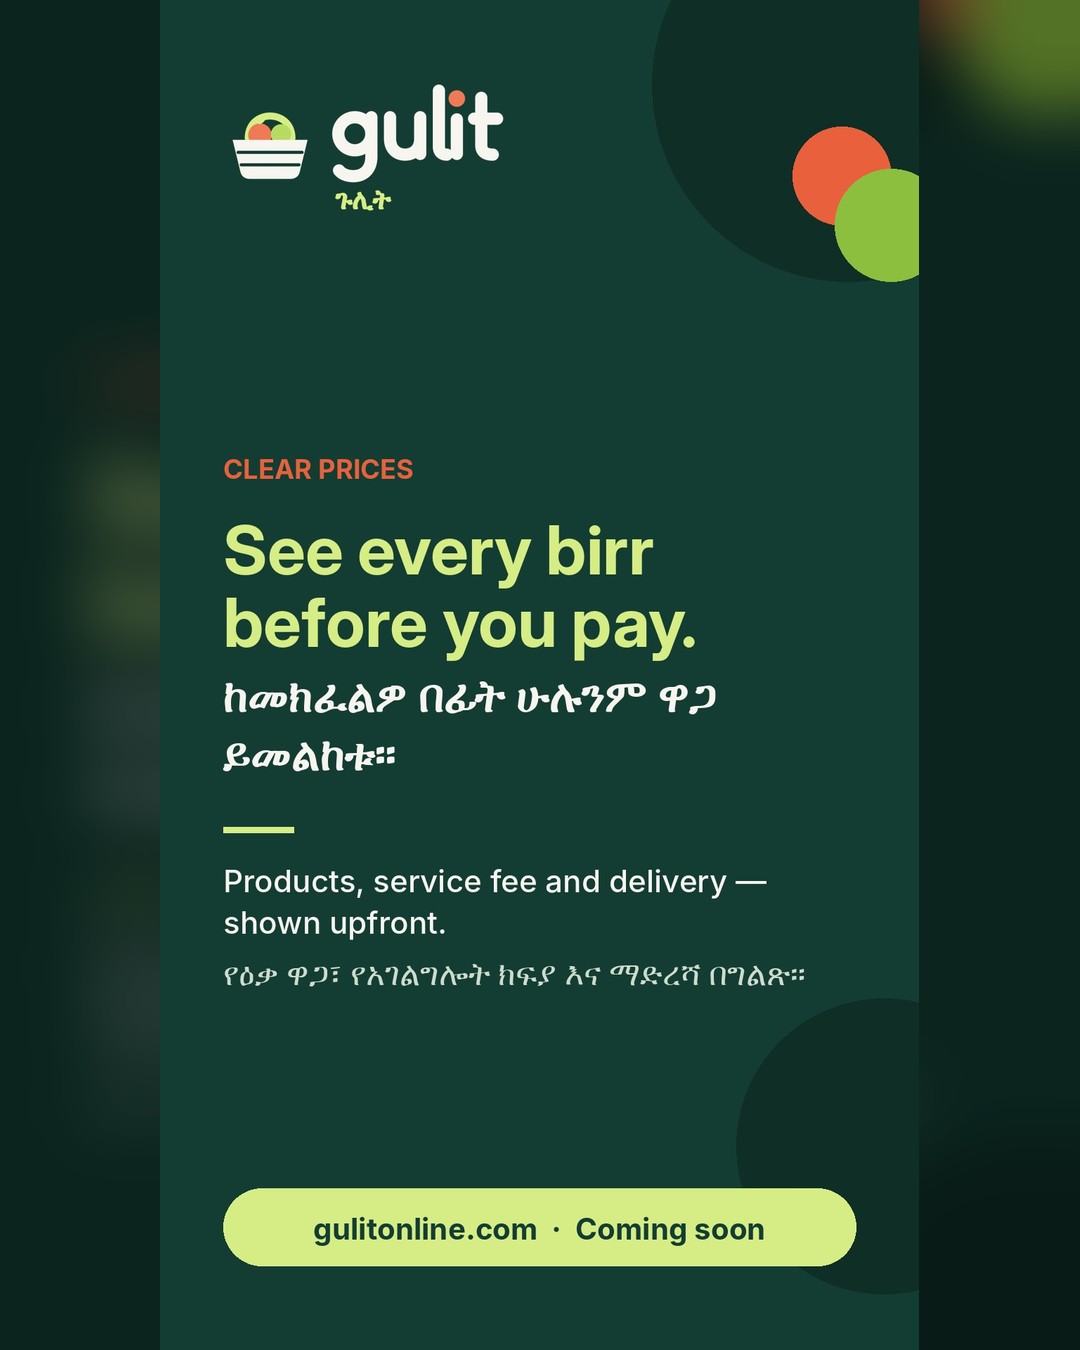 gulit
ጉሊት
CLEAR PRICES
See every birr
before you pay.
ከመክፈልዎ በፊት ሁሉንም ዋጋ
ይመልከቱ።
Products, service fee and delivery —
shown upfront.
የዕቃ ዋጋ፣ የአገልግሎት ክፍያ እና ማድረሻ በግልጽ።
gulitonline.com · Coming soon